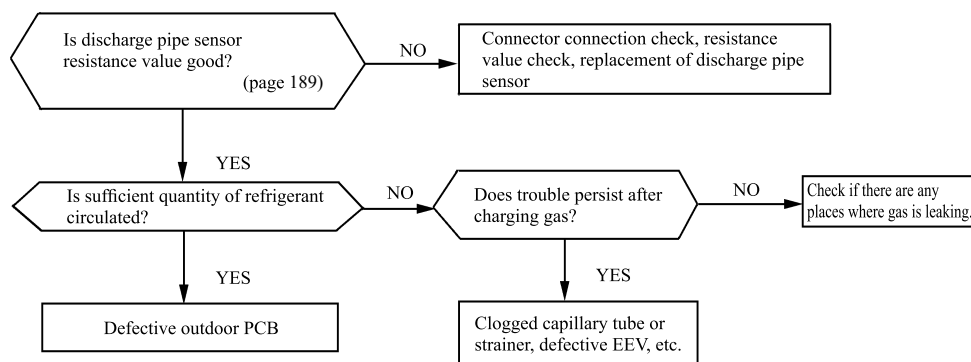 Is discharge pipe sensor
resistance value good?
(page 189)
NO
Connector connection check, resistance
value check, replacement of discharge pipe
sensor
YES
Is sufficient quantity of refrigerant
circulated?
NO
Does trouble persist after
charging gas?
NO
Check if there are any
places where gas is leaking.
YES
YES
Defective outdoor PCB
Clogged capillary tube or
strainer, defective EEV, etc.